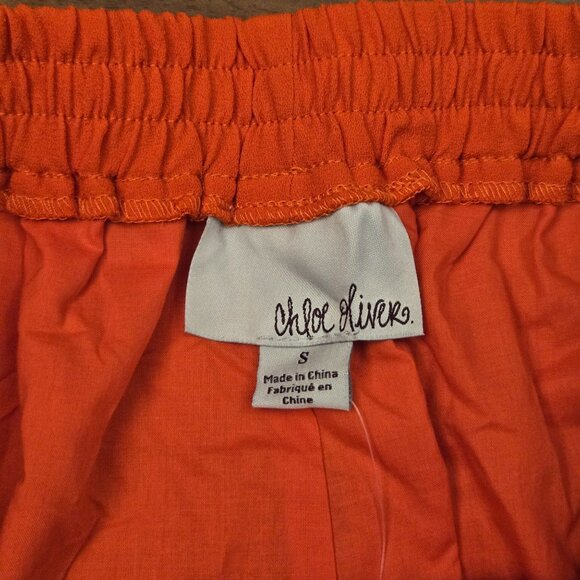 chloe oliver.
S
Made in China
Fabriqué en
Chine